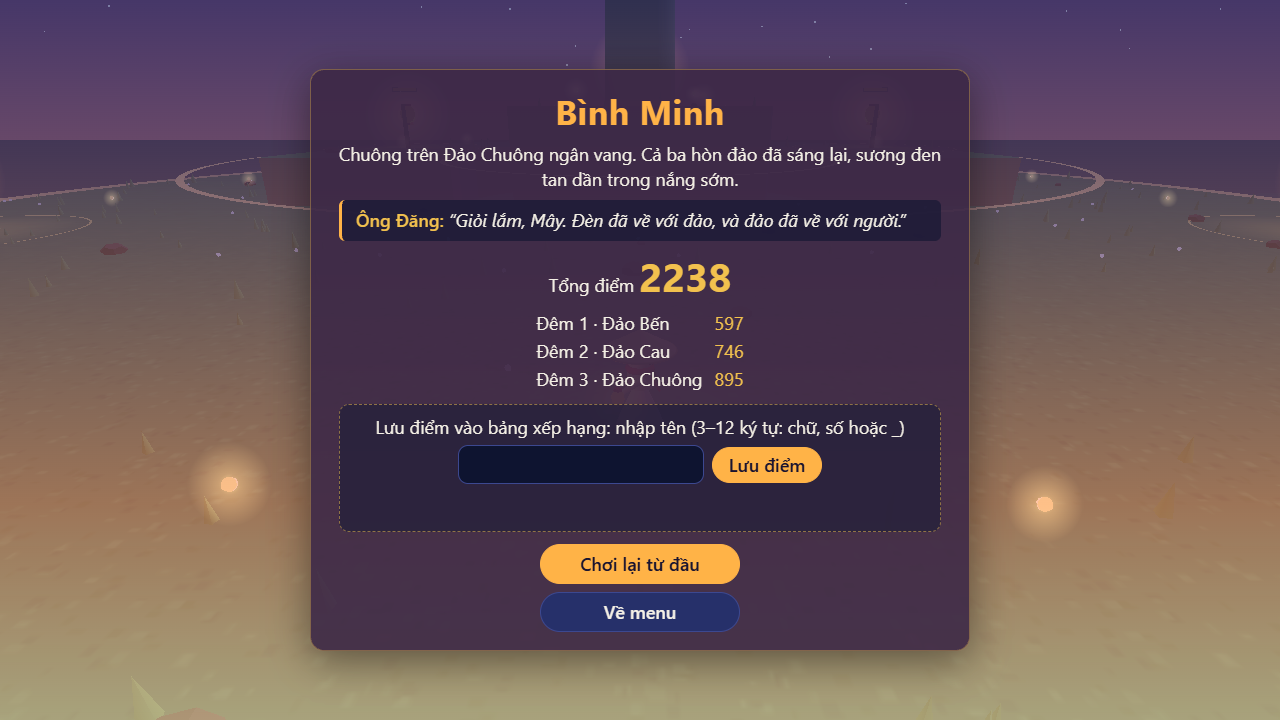 Bình Minh
Chuông trên Đảo Chuông ngân vang. Cả ba hòn đảo đã sáng lại, sương đen
tan dần trong nắng sớm.
Ông Đăng: “Giỏi lắm, Mây. Đèn đã về với đảo, và đảo đã về với người.”
Tổng điểm 2238
Đêm 1 · Đảo Bến 597
Đêm 2 · Đảo Cau 746
Đêm 3 · Đảo Chuông 895
Lưu điểm vào bảng xếp hạng: nhập tên (3–12 ký tự: chữ, số hoặc _)
Lưu điểm
Chơi lại từ đầu
Về menu